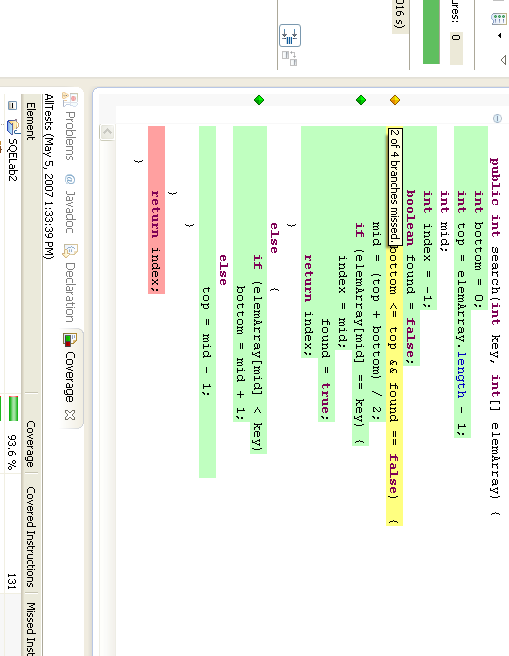 016 s)
ures: 0
public int search(int key, int[] elemArray) {
int bottom = 0;
int top = elemArray.length - 1;
int mid;
int index = -1;
boolean found = false;
2 of 4 branches missed.
bottom <= top && found == false) {
mid = (top + bottom) / 2;
if (elemArray[mid] == key) {
index = mid;
found = true;
return index;
}
else {
if (elemArray[mid] < key)
bottom = mid + 1;
else
top = mid - 1;
}
}
return index;
}
Problems @ Javadoc Declaration Coverage
AllTests (May 5, 2007 1:33:39 PM)
Element Coverage Covered Instructions Missed Inst
SQELab2 93.6 % 131